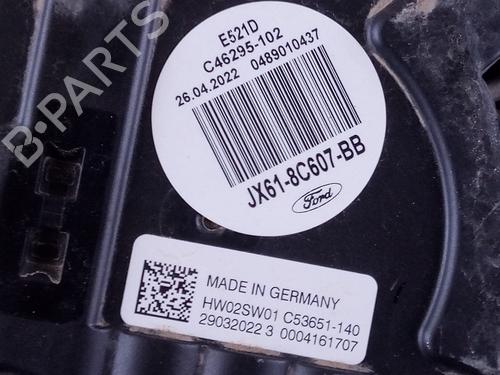 E521D
C46295-102
26.04.2022 0489010437
JX61-8C607-BB
Ford
B-PARTS
MADE IN GERMANY
HW02SW01 C53651-140
29032022 3 0004161707